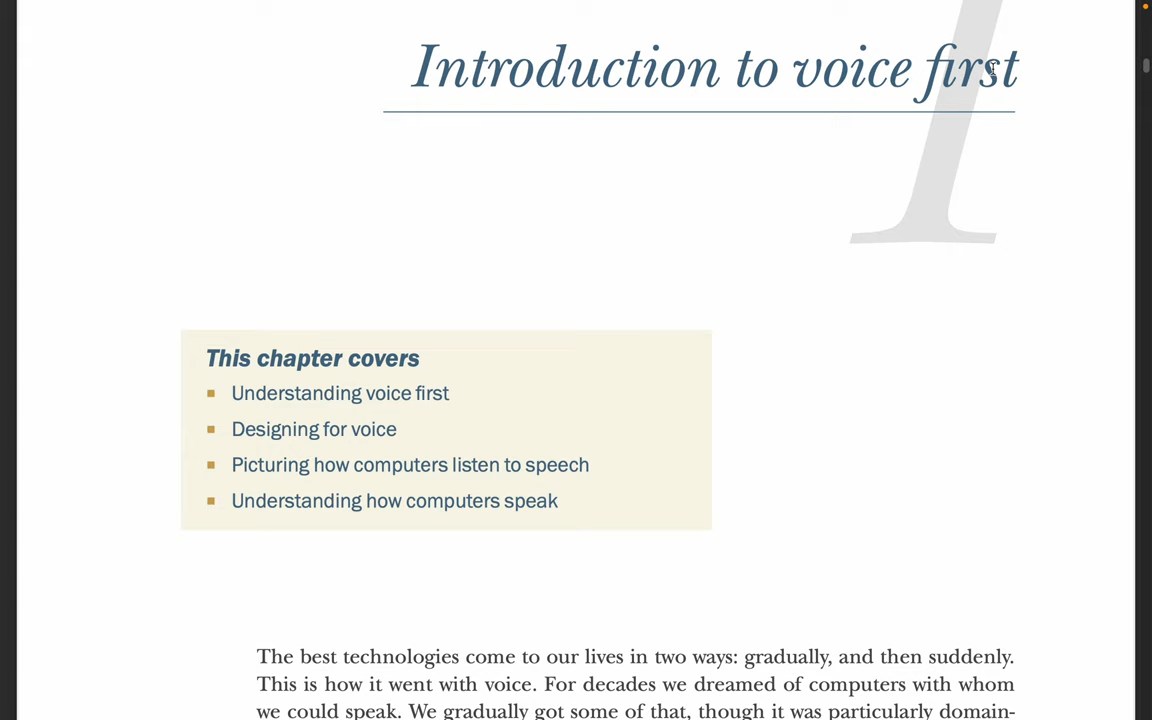 1
Introduction to voice first
This chapter covers
Understanding voice first
Designing for voice
Picturing how computers listen to speech
Understanding how computers speak
The best technologies come to our lives in two ways: gradually, and then suddenly.
This is how it went with voice. For decades we dreamed of computers with whom
we could speak. We gradually got some of that, though it was particularly domain-